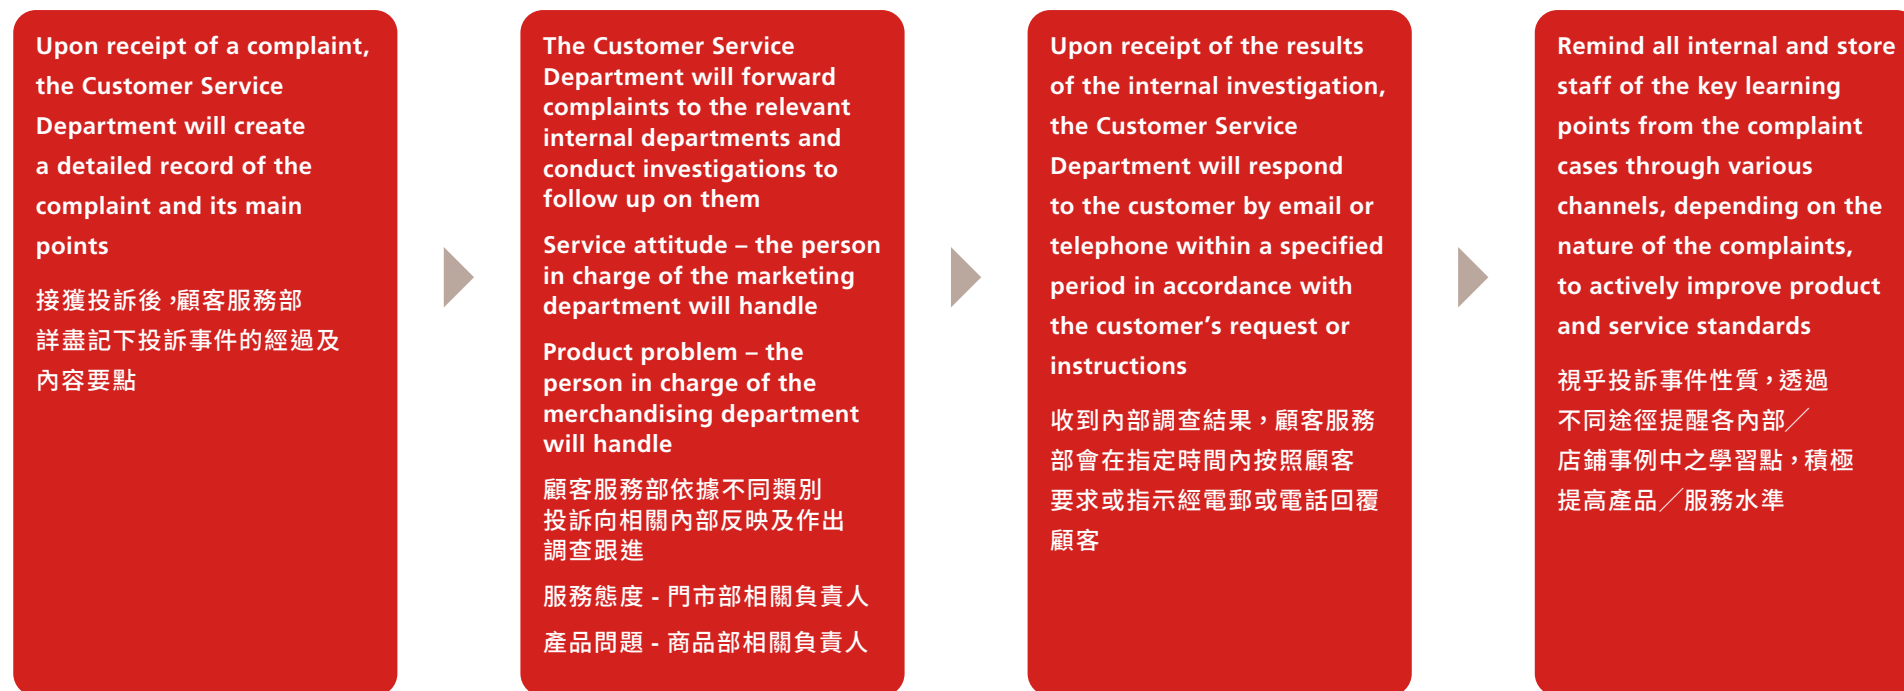 Upon receipt of a complaint,
the Customer Service
Department will create
a detailed record of the
complaint and its main
points
接獲投訴後，顧客服務部
詳盡記下投訴事件的經過及
內容要點
The Customer Service
Department will forward
complaints to the relevant
internal departments and
conduct investigations to
follow up on them
Service attitude – the person
in charge of the marketing
department will handle
Product problem – the
person in charge of the
merchandising department
will handle
顧客服務部依據不同類別
投訴向相關內部反映及作出
調查跟進
服務態度 - 門市部相關負責人
產品問題 - 商品部相關負責人
Upon receipt of the results
of the internal investigation,
the Customer Service
Department will respond
to the customer by email or
telephone within a specified
period in accordance with
the customer’s request or
instructions
收到內部調查結果，顧客服務
部會在指定時間內按照顧客
要求或指示經電郵或電話回覆
顧客
Remind all internal and store
staff of the key learning
points from the complaint
cases through various
channels, depending on the
nature of the complaints,
to actively improve product
and service standards
視乎投訴事件性質，透過
不同途徑提醒各內部╱
店鋪事例中之學習點，積極
提高產品╱服務水準